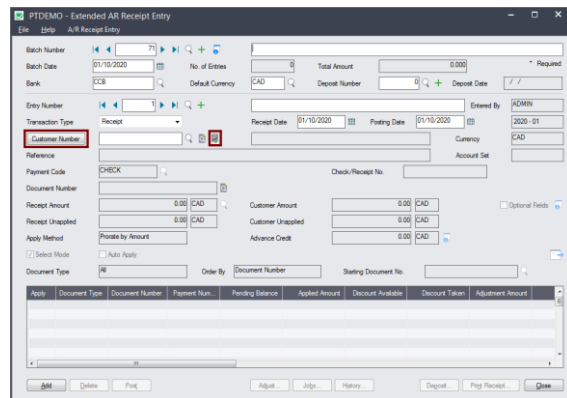 PTDEMO - Extended AR Receipt Entry
File Help A/R Receipt Entry
Batch Number 71
Batch Date 01/10/2020 No. of Entries 0 Total Amount 0.000 * Required
Bank CCB Default Currency CAD Deposit Number 0 Deposit Date / /
Entry Number 1 Entered By ADMIN
Transaction Type Receipt Receipt Date 01/10/2020 Posting Date 01/10/2020 2020 - 01
Customer Number Currency CAD
Reference Account Set
Payment Code CHECK Check/Receipt No.
Document Number
Receipt Amount 0.00 CAD Customer Amount 0.00 CAD Optional Fields
Receipt Unapplied 0.00 CAD Customer Unapplied 0.00 CAD
Apply Method Prorate by Amount Advance Credit 0.00 CAD
Select Mode Auto Apply
Document Type All Order By Document Number Starting Document No.
Apply Document Type Document Number Payment Num... Pending Balance Applied Amount Discount Available Discount Taken Adjustment Amount
Add Delete Post Adjust... Jobs... History... Deposit... Print Receipt... Close